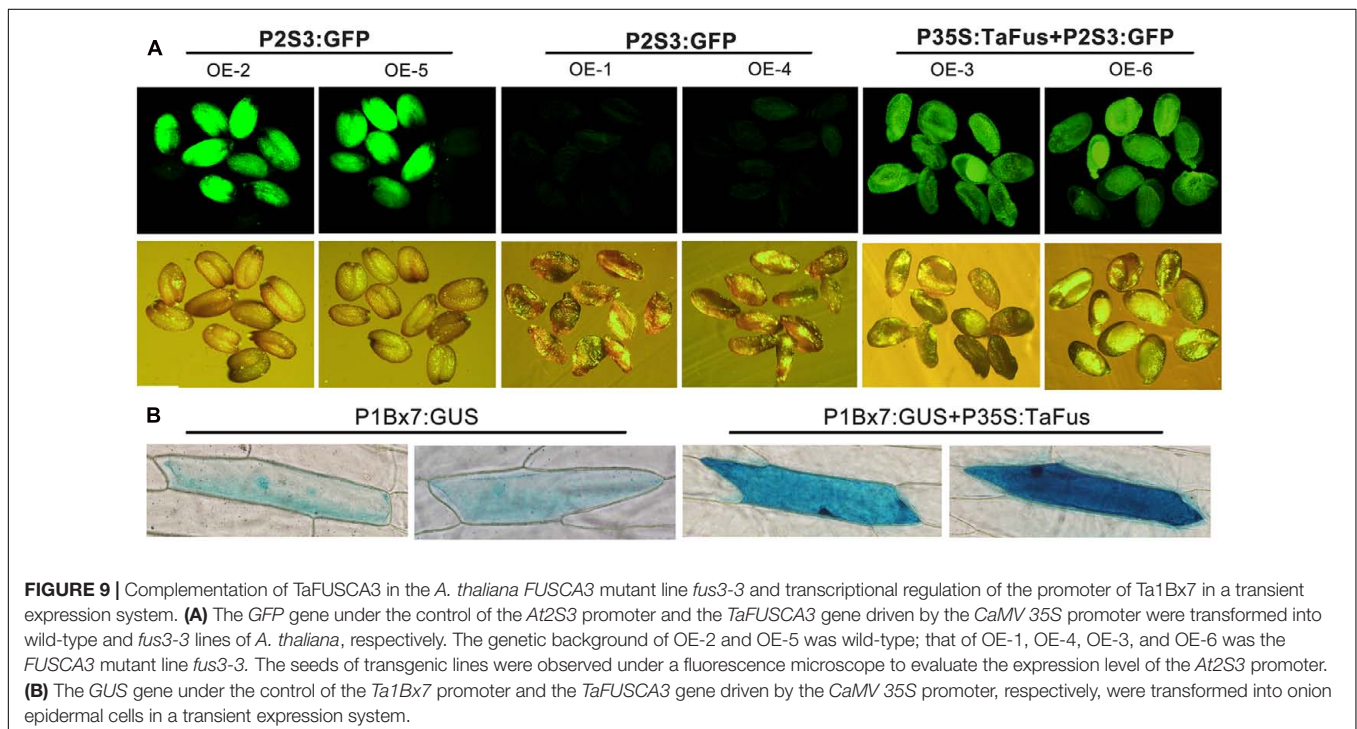 A
P2S3:GFP P2S3:GFP P35S:TaFus+P2S3:GFP
OE-2 OE-5 OE-1 OE-4 OE-3 OE-6
B
P1Bx7:GUS P1Bx7:GUS+P35S:TaFus
FIGURE 9 | Complementation of TaFUSCA3 in the A. thaliana FUSCA3 mutant line fus3-3 and transcriptional regulation of the promoter of Ta1Bx7 in a transient
expression system. (A) The GFP gene under the control of the At2S3 promoter and the TaFUSCA3 gene driven by the CaMV 35S promoter were transformed into
wild-type and fus3-3 lines of A. thaliana, respectively. The genetic background of OE-2 and OE-5 was wild-type; that of OE-1, OE-4, OE-3, and OE-6 was the
FUSCA3 mutant line fus3-3. The seeds of transgenic lines were observed under a fluorescence microscope to evaluate the expression level of the At2S3 promoter.
(B) The GUS gene under the control of the Ta1Bx7 promoter and the TaFUSCA3 gene driven by the CaMV 35S promoter, respectively, were transformed into onion
epidermal cells in a transient expression system.